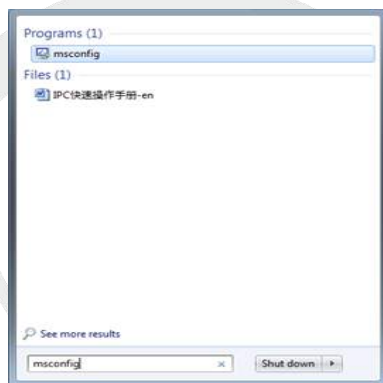 Programs (1)
msconfig
Files (1)
IPC快速操作手册-en
See more results
msconfig
Shut down